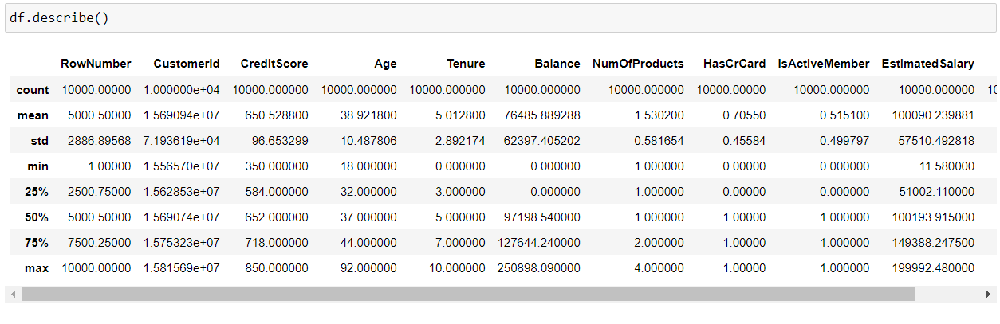 df.describe()
RowNumber CustomerId CreditScore Age Tenure Balance NumOfProducts HasCrCard IsActiveMember EstimatedSalary
count 10000.00000 1.000000e+04 10000.000000 10000.000000 10000.000000 10000.000000 10000.000000 10000.00000 10000.000000 10000.000000 10
mean 5000.50000 1.569094e+07 650.528800 38.921800 5.012800 76485.889288 1.530200 0.70550 0.515100 100090.239881
std 2886.89568 7.193619e+04 96.653299 10.487806 2.892174 62397.405202 0.581654 0.45584 0.499797 57510.492818
min 1.00000 1.556570e+07 350.000000 18.000000 0.000000 0.000000 1.000000 0.00000 0.000000 11.580000
25% 2500.75000 1.562853e+07 584.000000 32.000000 3.000000 0.000000 1.000000 0.00000 0.000000 51002.110000
50% 5000.50000 1.569074e+07 652.000000 37.000000 5.000000 97198.540000 1.000000 1.00000 1.000000 100193.915000
75% 7500.25000 1.575323e+07 718.000000 44.000000 7.000000 127644.240000 2.000000 1.00000 1.000000 149388.247500
max 10000.00000 1.581569e+07 850.000000 92.000000 10.000000 250898.090000 4.000000 1.00000 1.000000 199992.480000